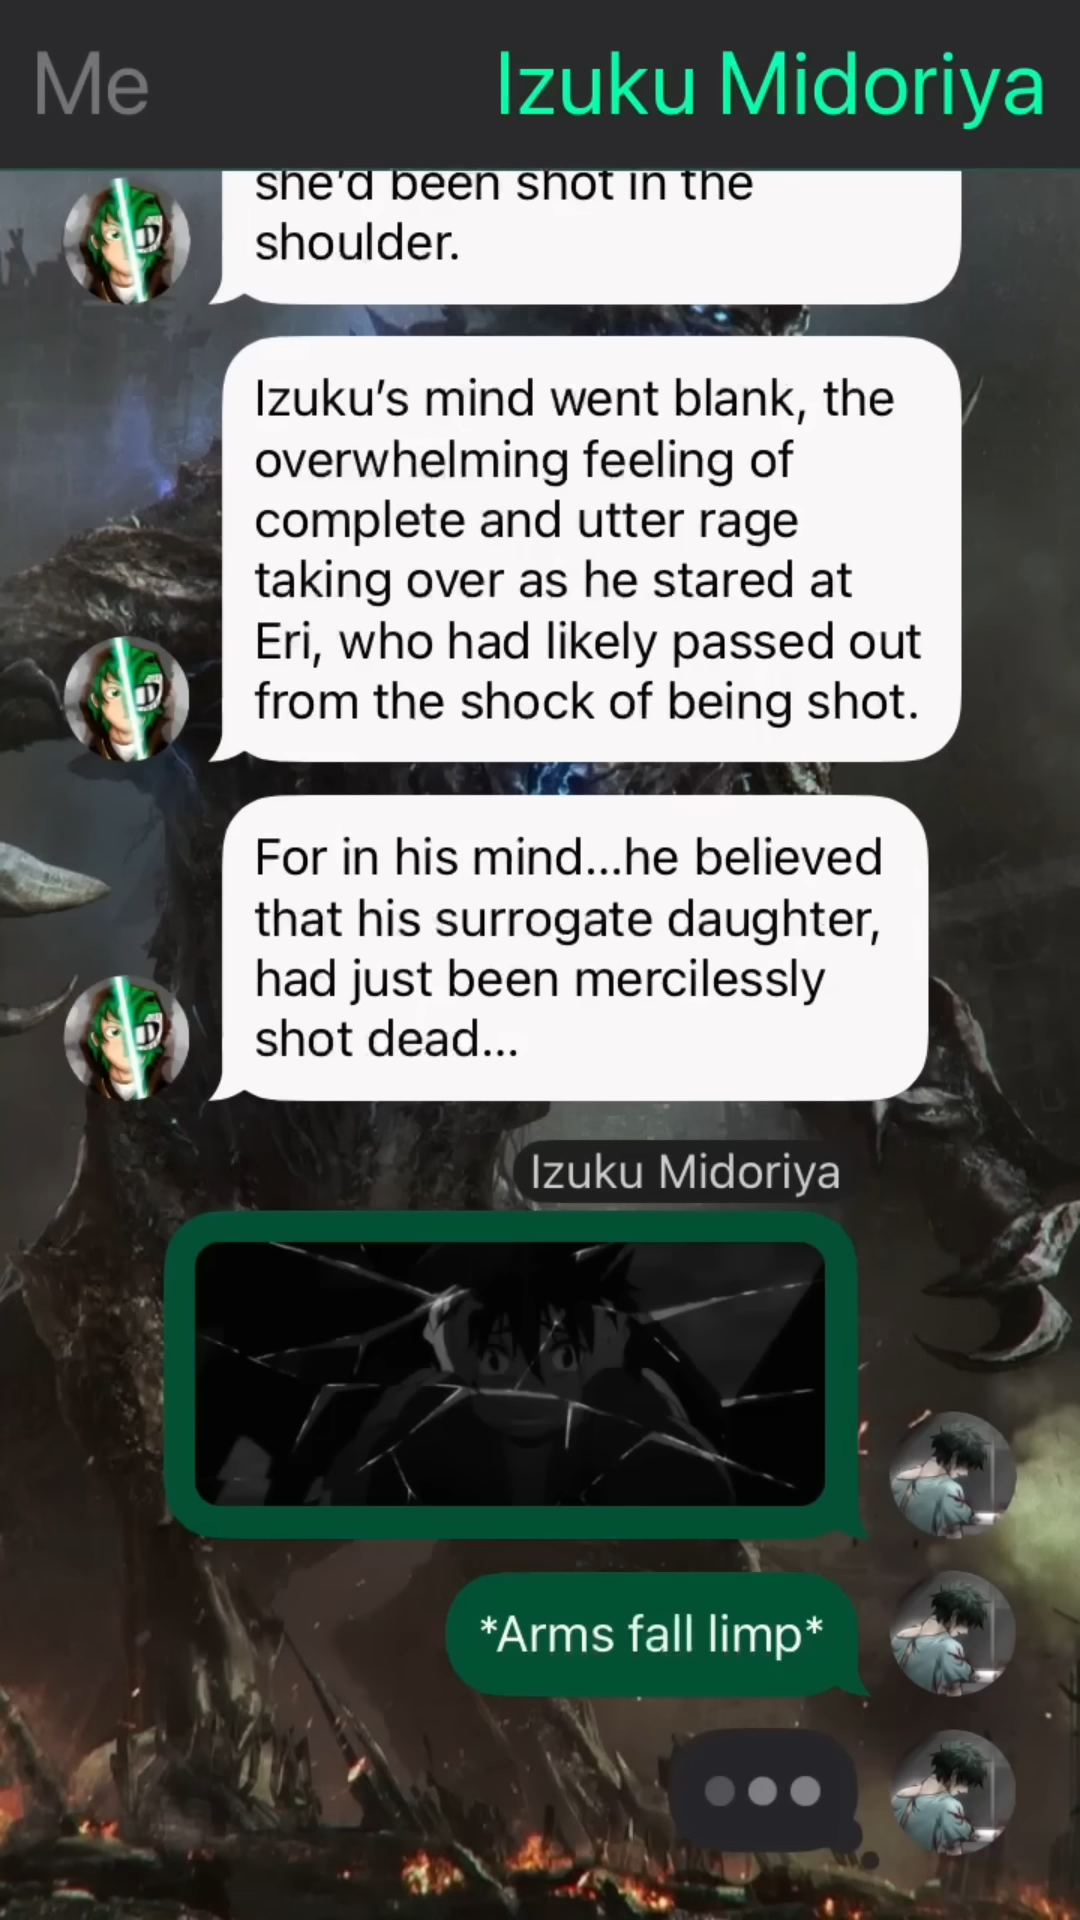 Me
Izuku Midoriya
she’d been shot in the
shoulder.
Izuku’s mind went blank, the
overwhelming feeling of
complete and utter rage
taking over as he stared at
Eri, who had likely passed out
from the shock of being shot.
For in his mind...he believed
that his surrogate daughter,
had just been mercilessly
shot dead...
Izuku Midoriya
*Arms fall limp*